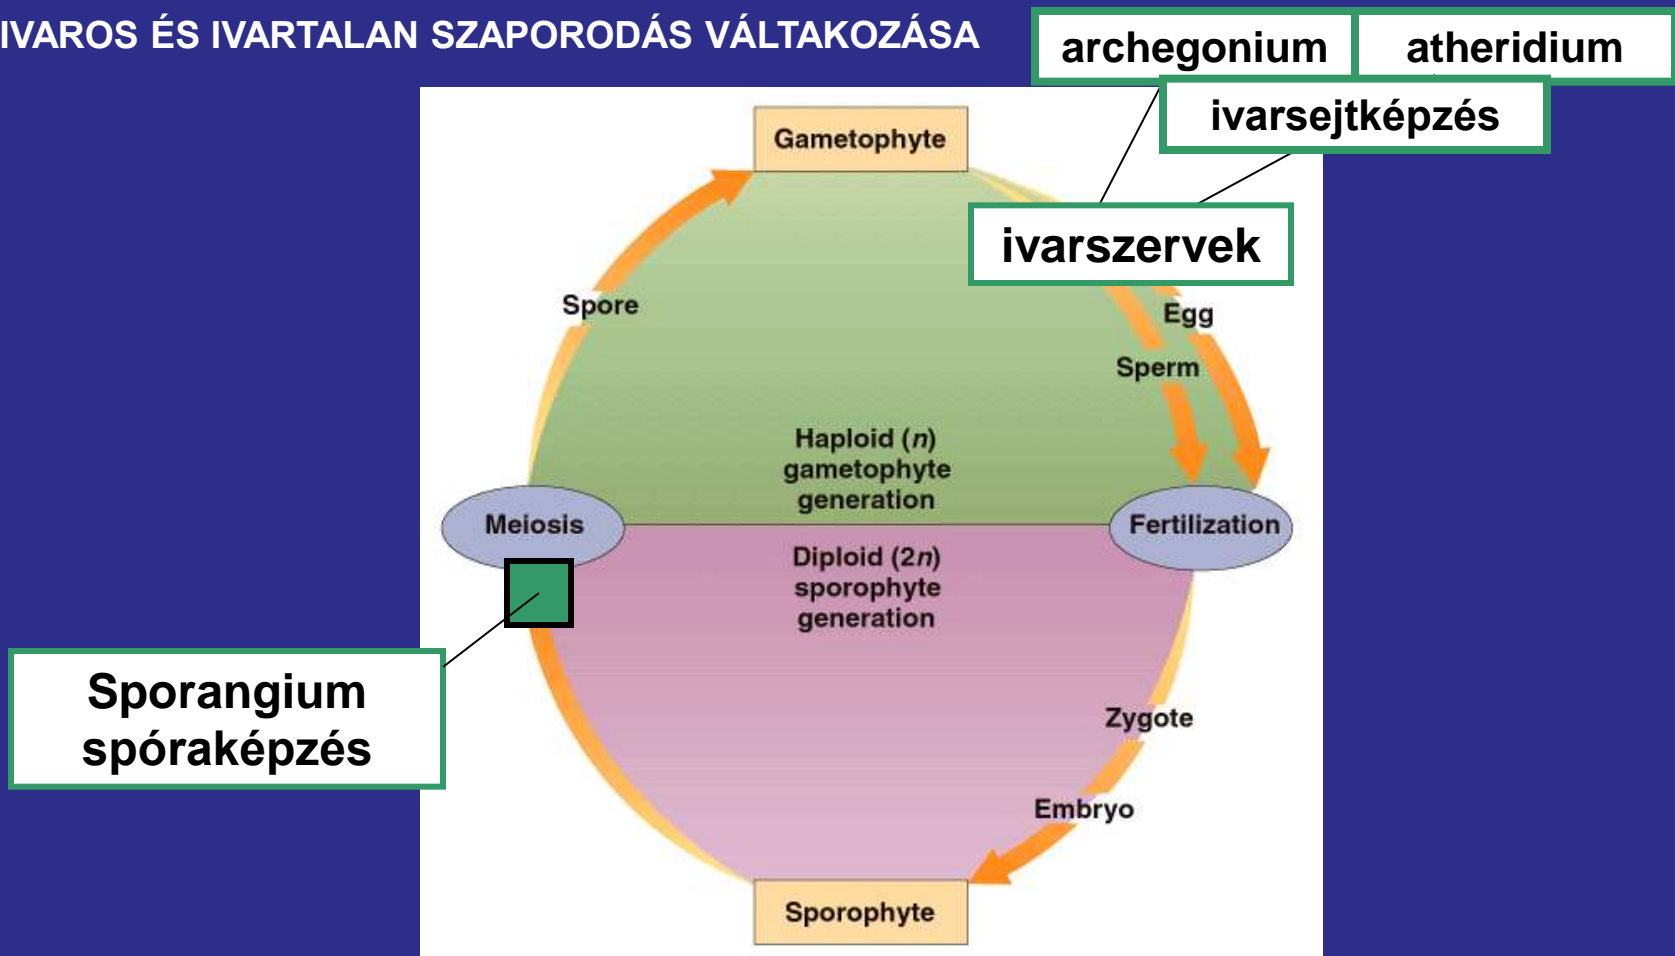 IVAROS ÉS IVARTALAN SZAPORODÁS VÁLTAKOZÁSA
archegonium
atheridium
ivarsejtképzés
Gametophyte
ivarszervek
Spore
Egg
Sperm
Haploid (n)
gametophyte
generation
Meiosis
Fertilization
Diploid (2n)
sporophyte
generation
Sporangium
spóraképzés
Zygote
Embryo
Sporophyte